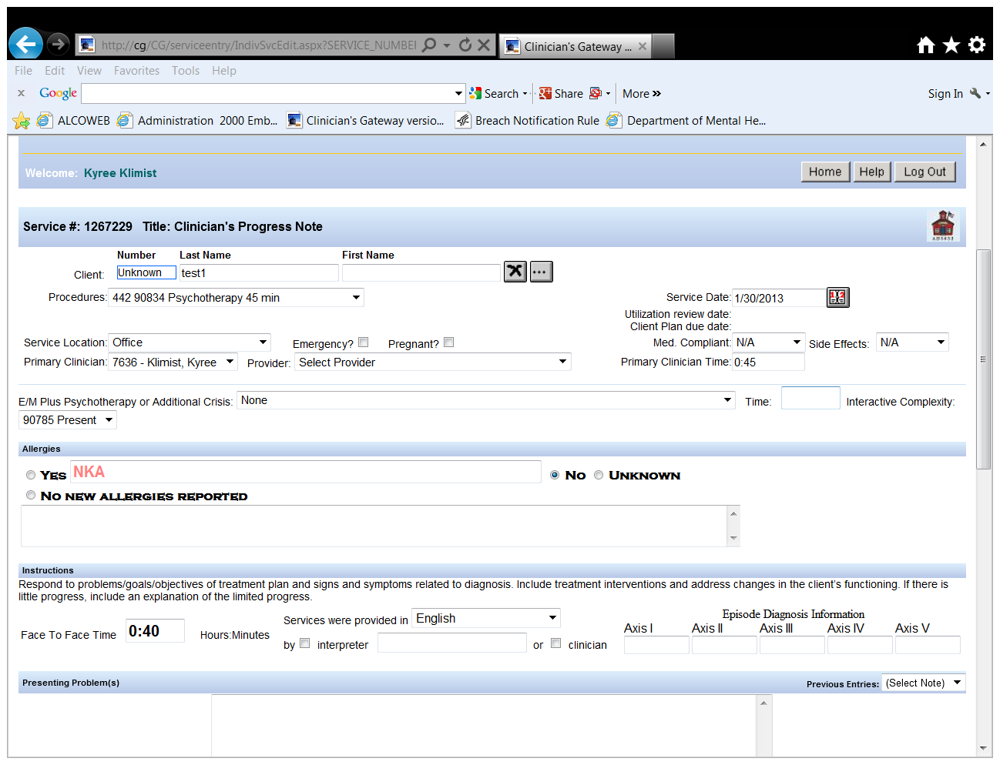 http://cg/CG/serviceentry/IndivSvcEdit.aspx?SERVICE_NUMBER
Clinician's Gateway ...
File Edit View Favorites Tools Help
x Google Search Share More » Sign In
ALCOWEB Administration 2000 Emb... Clinician's Gateway versio... Breach Notification Rule Department of Mental He...
Welcome: Kyree Klimist Home Help Log Out
Service #: 1267229 Title: Clinician's Progress Note
Number Last Name First Name
Client: Unknown test1 ...
Procedures: 442 90834 Psychotherapy 45 min Service Date: 1/30/2013
Utilization review date:
Client Plan due date:
Service Location: Office Emergency? Pregnant? Med. Compliant: N/A Side Effects: N/A
Primary Clinician: 7636 - Klimist, Kyree Provider: Select Provider Primary Clinician Time: 0:45
E/M Plus Psychotherapy or Additional Crisis: None Time: Interactive Complexity:
90785 Present
Allergies
Yes NKA No Unknown
No new allergies reported
Instructions
Respond to problems/goals/objectives of treatment plan and signs and symptoms related to diagnosis. Include treatment interventions and address changes in the client's functioning. If there is
little progress, include an explanation of the limited progress.
Face To Face Time 0:40 Hours:Minutes
Services were provided in English
by interpreter or clinician
Episode Diagnosis Information
Axis I Axis II Axis III Axis IV Axis V
Presenting Problem(s) Previous Entries: (Select Note)